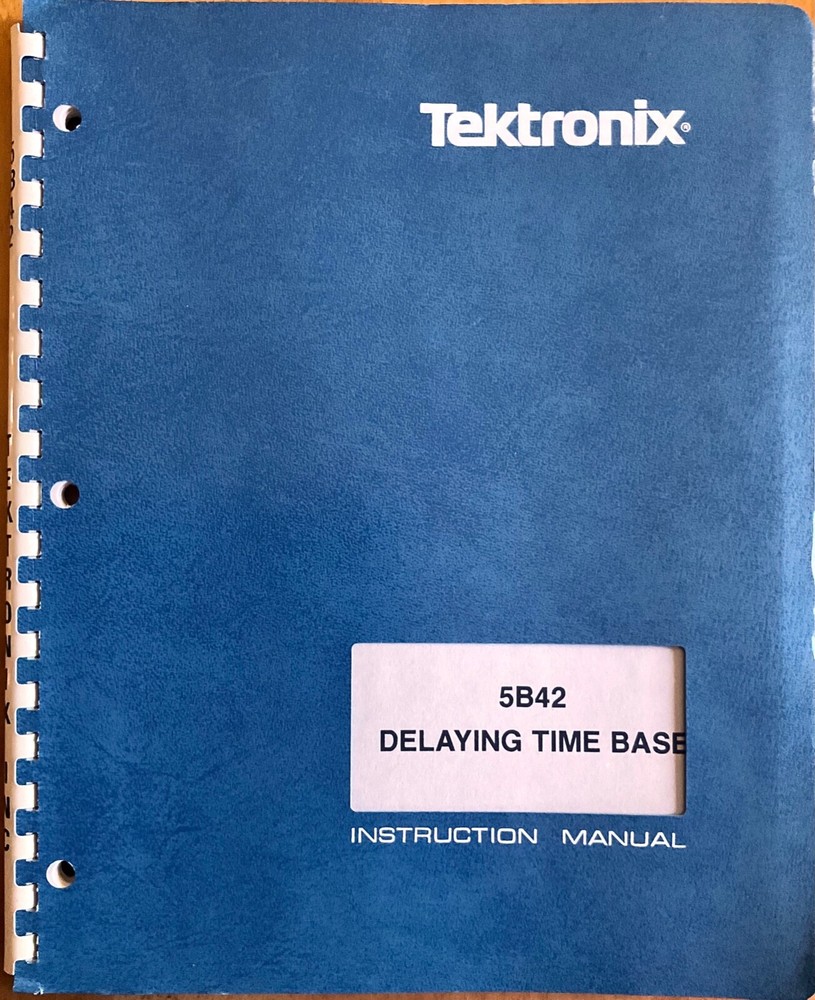 Tektronix®
5B42
DELAYING TIME BASE
INSTRUCTION MANUAL